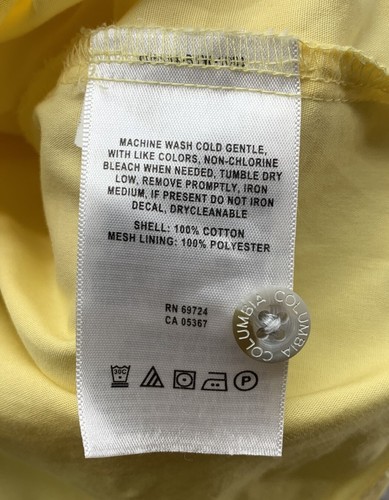 MACHINE WASH COLD GENTLE,
WITH LIKE COLORS, NON-CHLORINE
BLEACH WHEN NEEDED, TUMBLE DRY
LOW, REMOVE PROMPTLY, IRON
MEDIUM, IF PRESENT DO NOT IRON
DECAL, DRYCLEANABLE
SHELL: 100% COTTON
MESH LINING: 100% POLYESTER
RN 69724
CA 05367
COLUMBIA COLUMBIA
30C
P